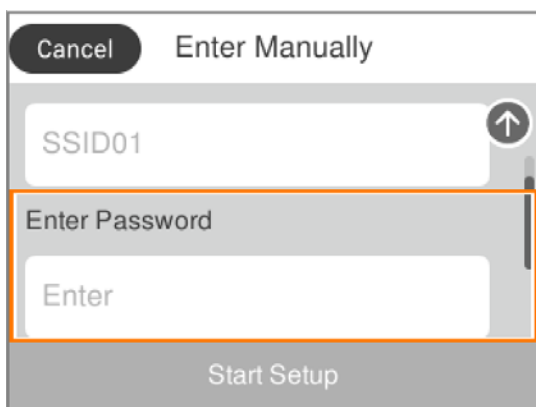 Cancel Enter Manually
SSID01
Enter Password
Enter
Start Setup